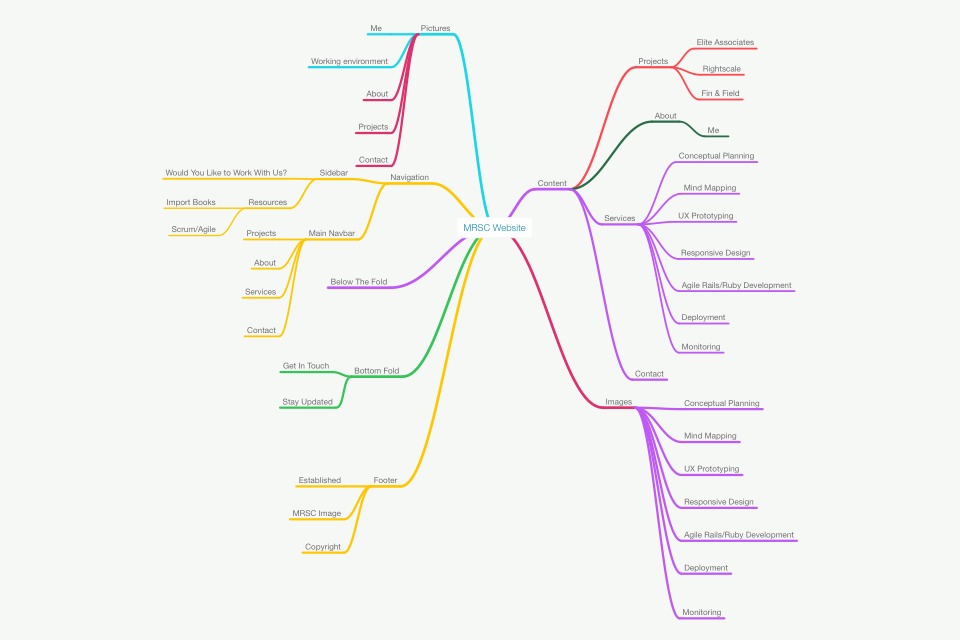 Me
Pictures
Working environment
About
Projects
Contact
Would You Like to Work With Us?
Sidebar
Navigation
Import Books
Resources
Scrum/Agile
Projects
Main Navbar
About
Services
Contact
Below The Fold
Get In Touch
Bottom Fold
Stay Updated
Established
Footer
MRSC Image
Copyright
MRSC Website
Content
Projects
Elite Associates
Rightscale
Fin & Field
About
Me
Services
Conceptual Planning
Mind Mapping
UX Prototyping
Responsive Design
Agile Rails/Ruby Development
Deployment
Monitoring
Contact
Images
Conceptual Planning
Mind Mapping
UX Prototyping
Responsive Design
Agile Rails/Ruby Development
Deployment
Monitoring